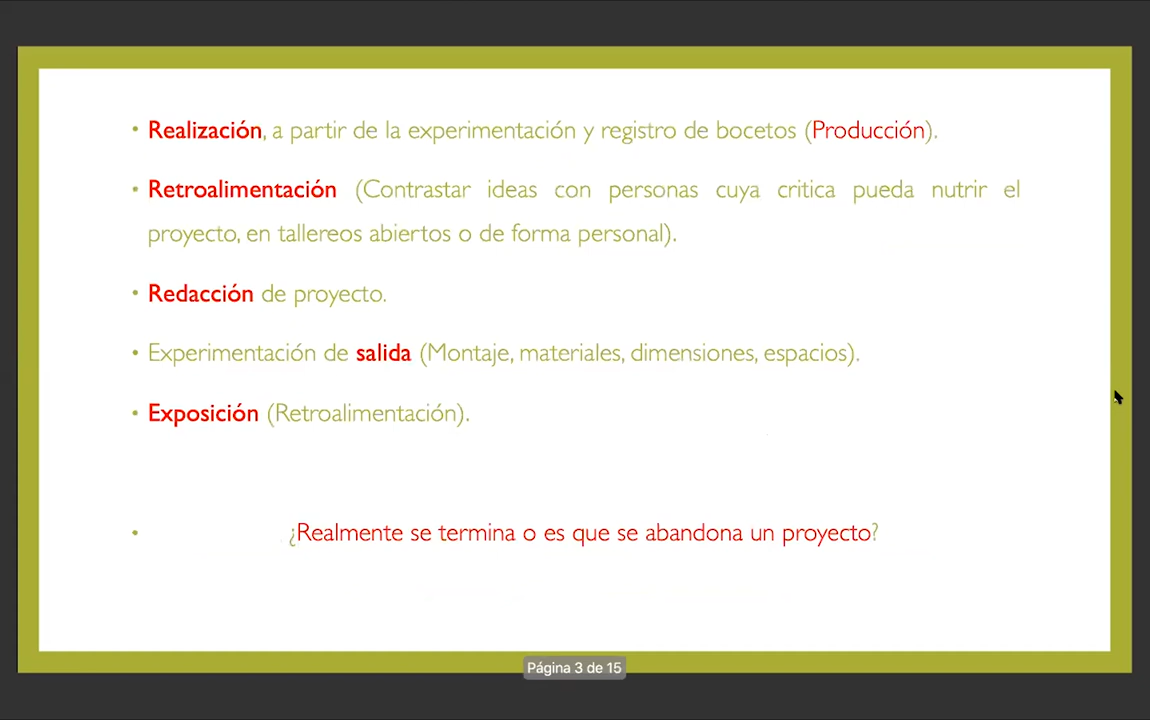 • Realización, a partir de la experimentación y registro de bocetos (Producción).
• Retroalimentación (Contrastar ideas con personas cuya critica pueda nutrir el
proyecto, en tallereos abiertos o de forma personal).
• Redacción de proyecto.
• Experimentación de salida (Montaje, materiales, dimensiones, espacios).
• Exposición (Retroalimentación).
• ¿Realmente se termina o es que se abandona un proyecto?
Página 3 de 15